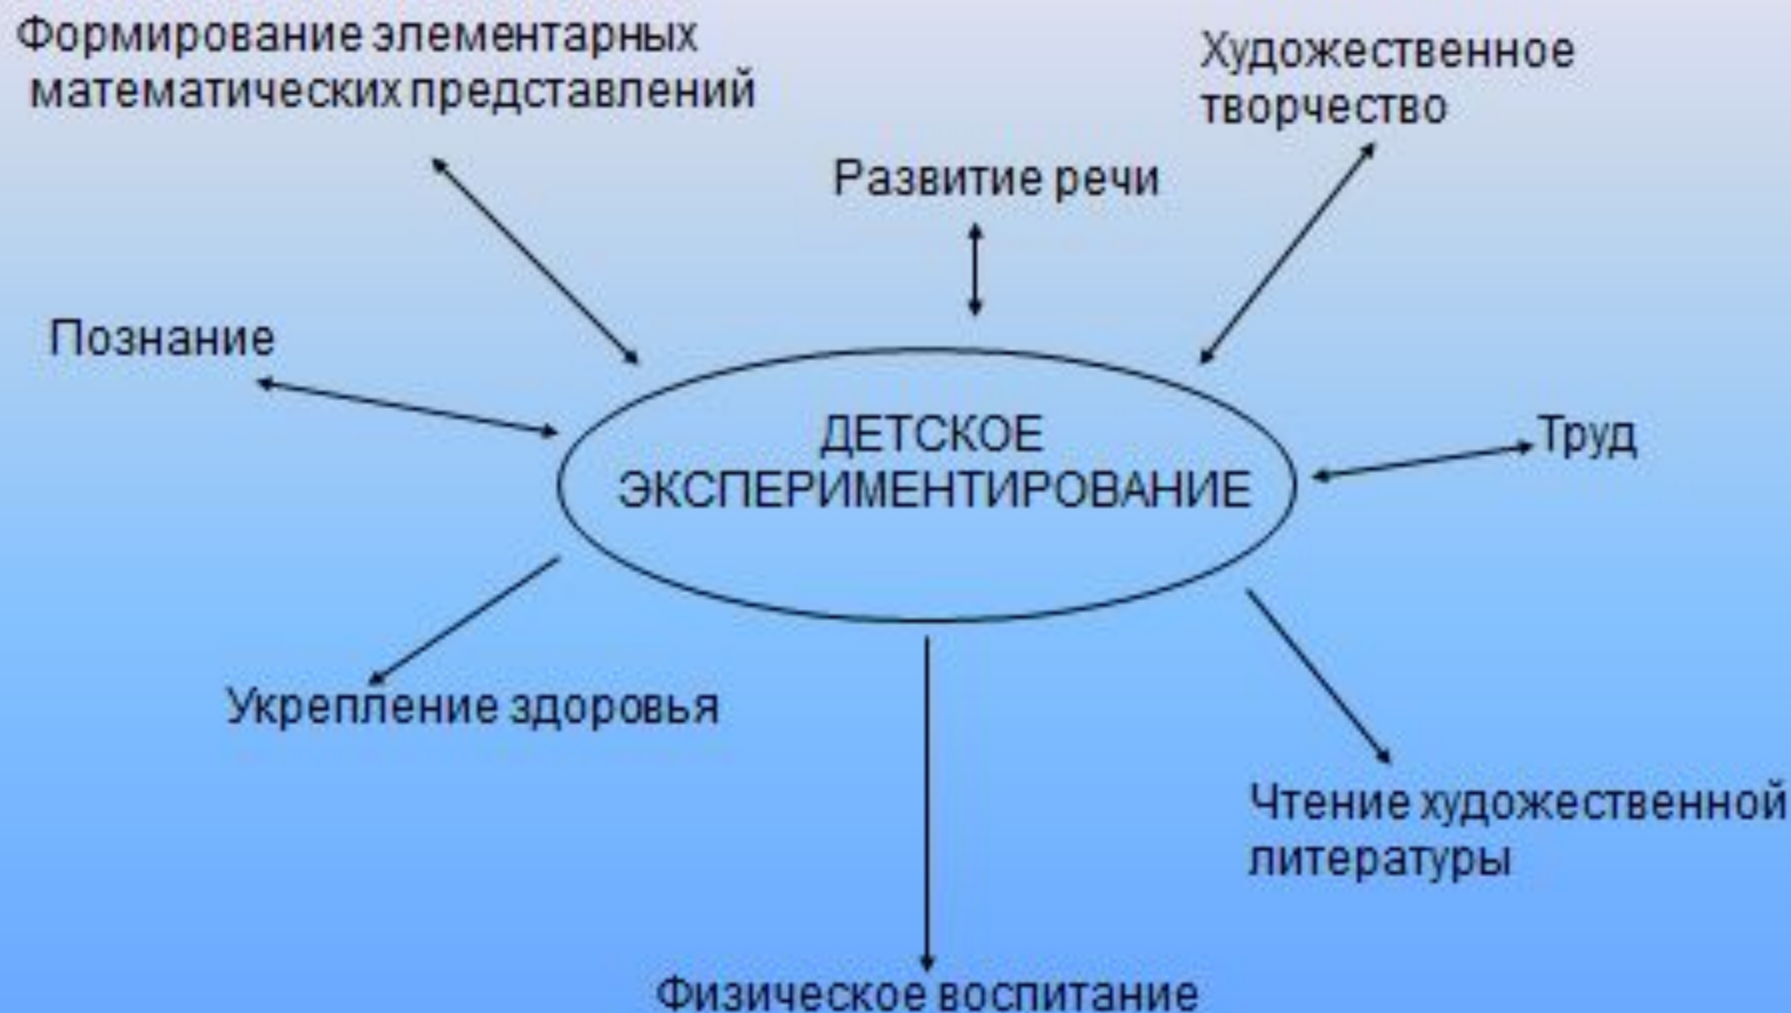 Формирование элементарных
математических представлений
Художественное
творчество
Развитие речи
Познание
ДЕТСКОЕ
ЭКСПЕРИМЕНТИРОВАНИЕ
Труд
Укрепление здоровья
Чтение художественной
литературы
Физическое воспитание